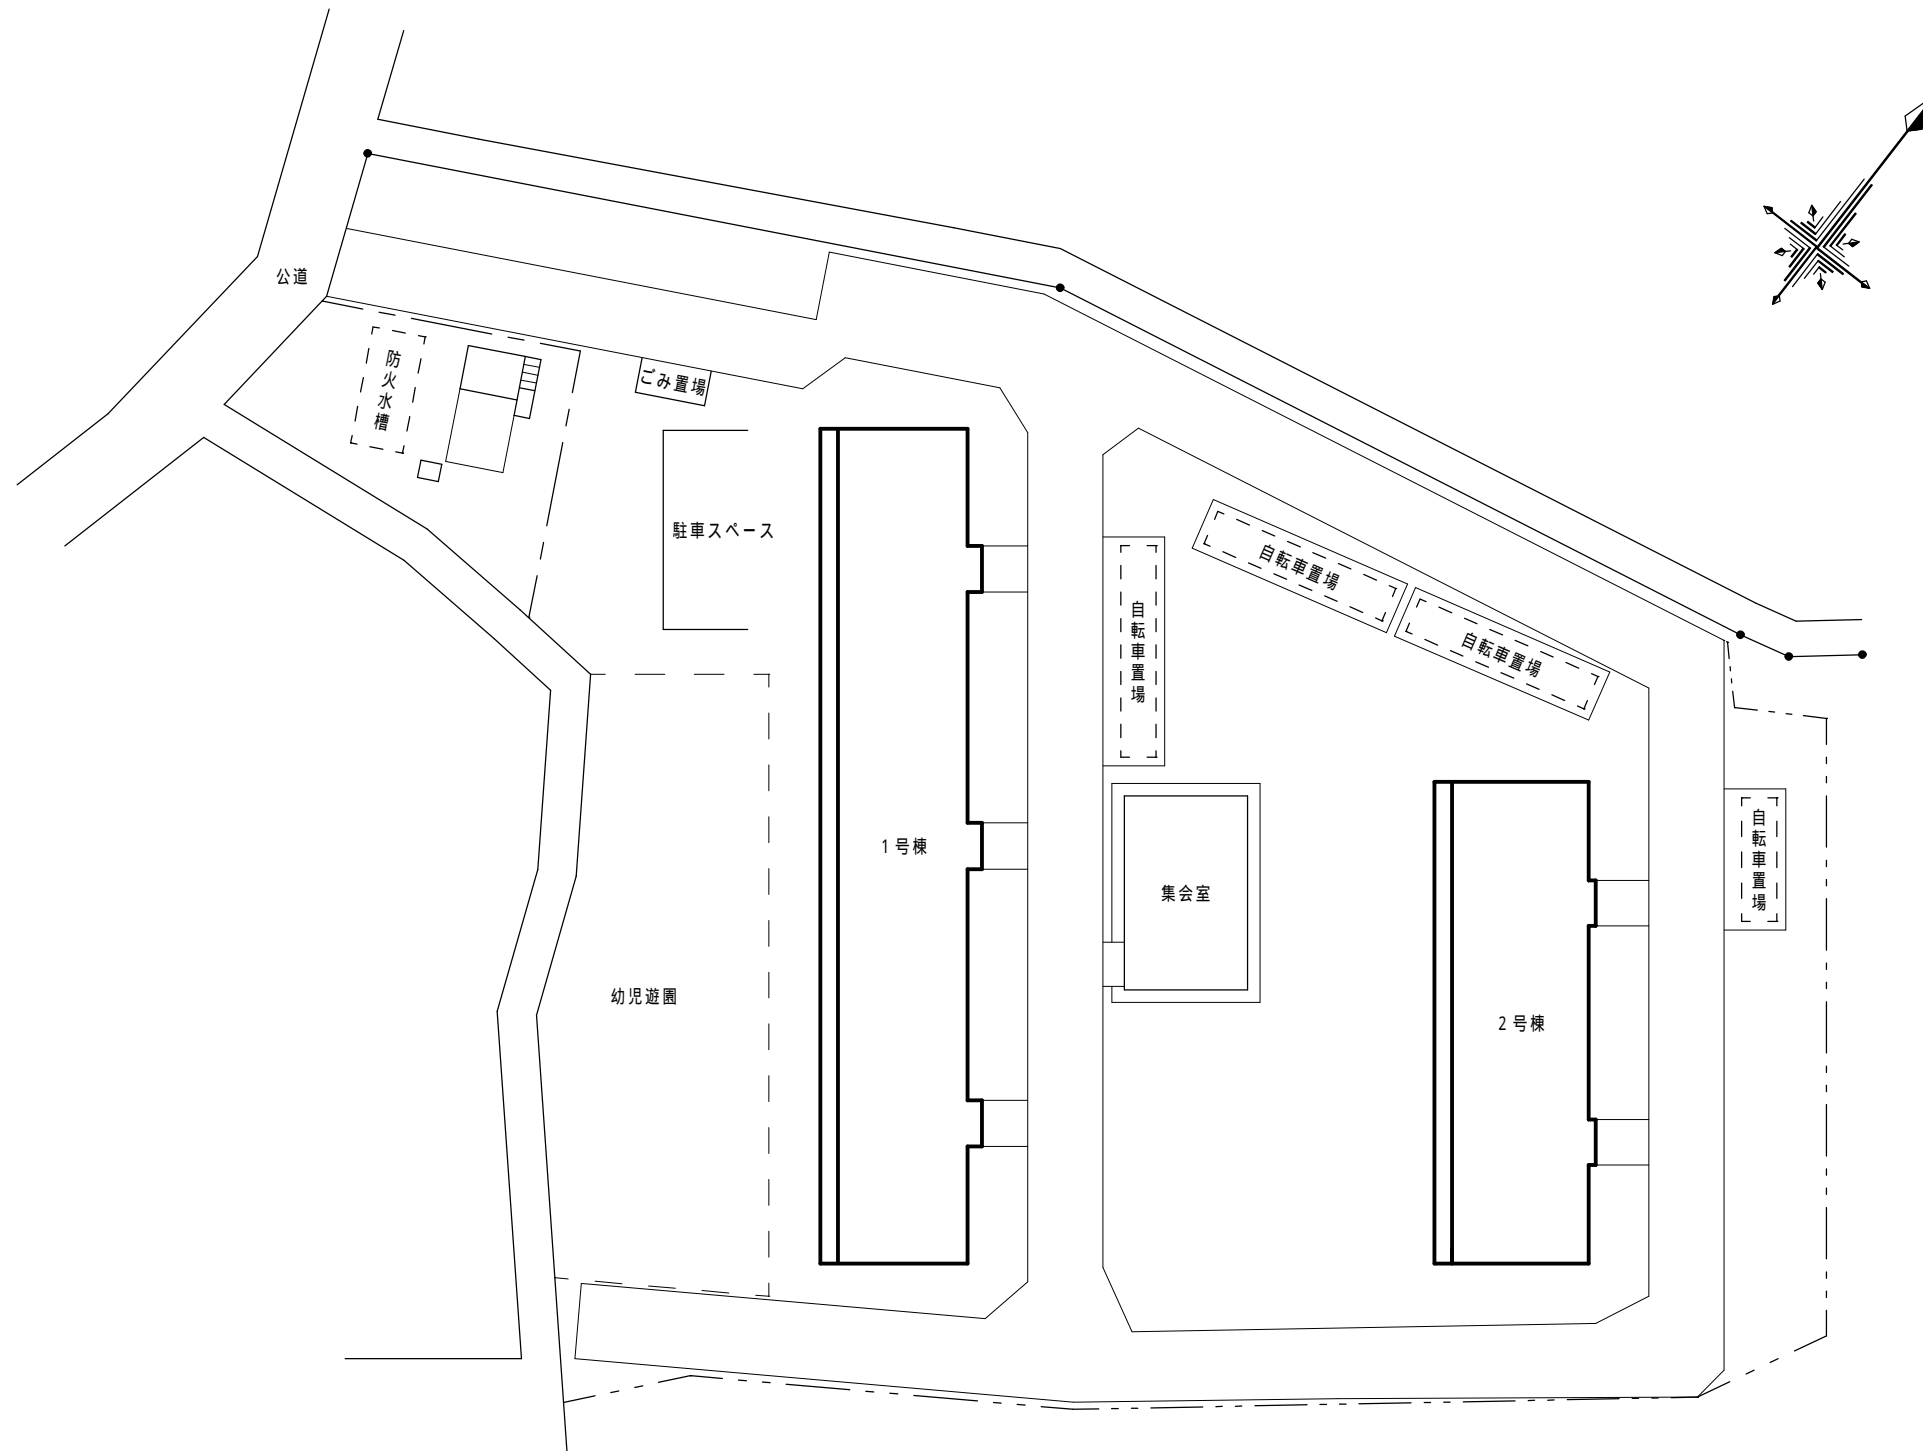 公道
防火水槽
ごみ置場
駐車スペース
自転車置場
自転車置場
自転車置場
自転車置場
1号棟
集会室
幼児遊園
2号棟